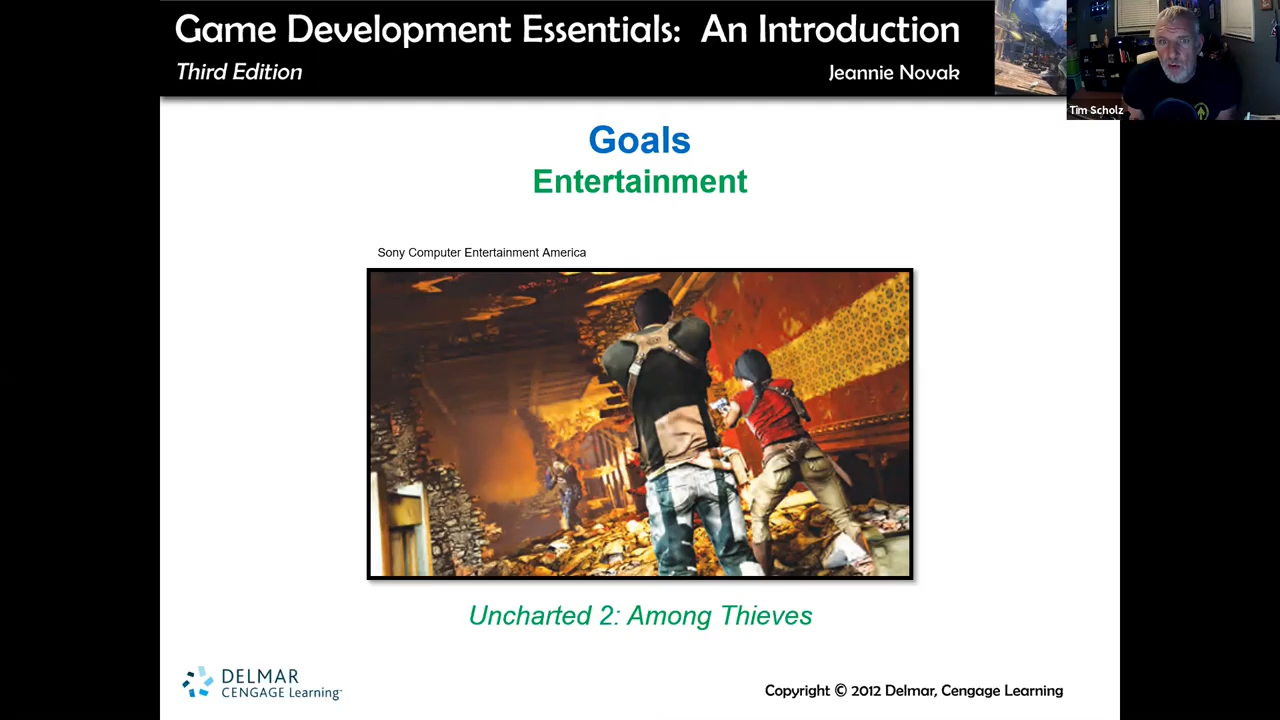 Game Development Essentials: An Introduction
Third Edition
Jeannie Novak
Tim Scholz
Goals
Entertainment
Sony Computer Entertainment America
Uncharted 2: Among Thieves
DELMAR
CENGAGE Learning
Copyright © 2012 Delmar, Cengage Learning